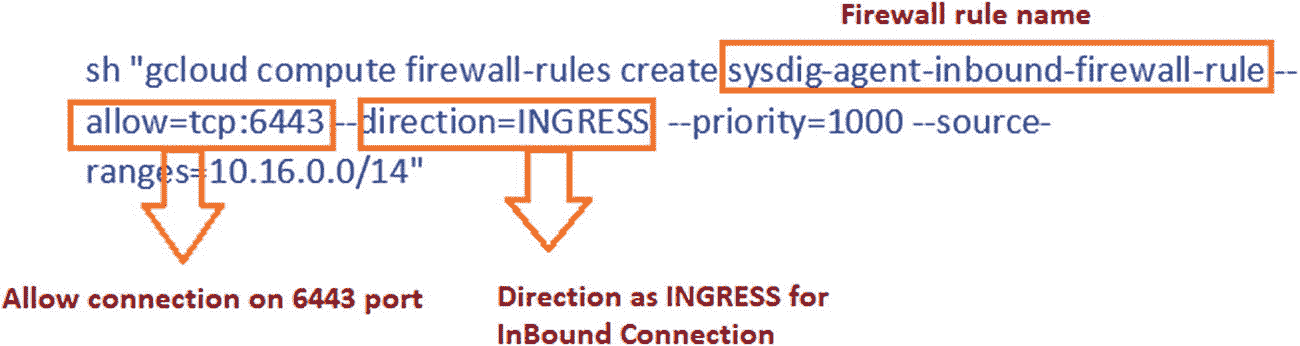 Firewall rule name
sh "gcloud compute firewall-rules create sysdig-agent-inbound-firewall-rule --
allow=tcp:6443 --direction=INGRESS --priority=1000 --source-
ranges=10.16.0.0/14"
Allow connection on 6443 port
Direction as INGRESS for
InBound Connection